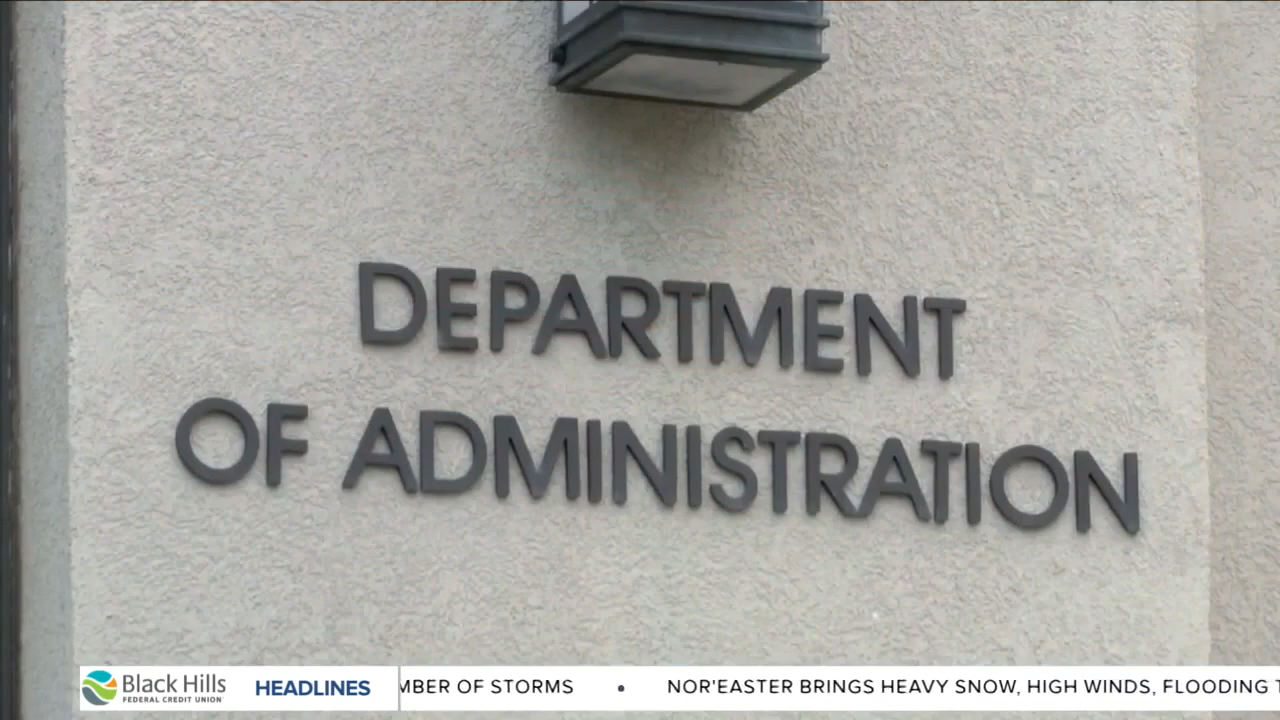 DEPARTMENT
OF ADMINISTRATION
Black Hills
FEDERAL CREDIT UNION
HEADLINES
MBER OF STORMS • NOR'EASTER BRINGS HEAVY SNOW, HIGH WINDS, FLOODING